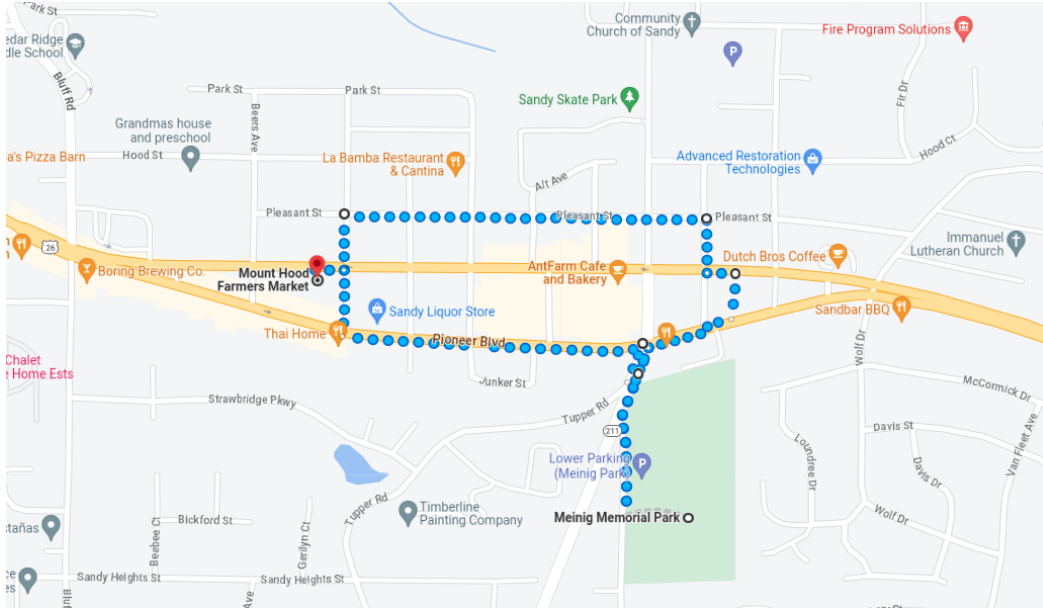 Park St
Community
Church of Sandy
Fire Program Solutions
edar Ridge
ddle School
Bluff Rd
Park St
Park St
Beers Ave
Sandy Skate Park
Fir Dr
Grandmas house
and preschool
Hood Ct
a's Pizza Barn
Hood St
La Bamba Restaurant
& Cantina
Advanced Restoration
Technologies
Alt Ave
Pleasant St
Pleasant St
Pleasant St
Immanuel
Lutheran Church
26
Boring Brewing Co.
Mount Hood
Farmers Market
AntFarm Cafe
and Bakery
Dutch Bros Coffee
Sandy Liquor Store
Sandbar BBQ
Thai Home
Pioneer Blvd
Wolf Dr
Chalet
e Home Ests
Junker St
McCormick Dr
Strawbridge Pkwy
Tupper Rd
211
Davis St
Van Fleet Ave
Loundree Dr
Davis Dr
Lower Parking
(Meinig Park)
P
P
Tupper Rd
Timberline
Painting Company
Meinig Memorial Park
Wolf Dr
astañas
Bickford St
Beebee Ct
Gerilyn Ct
Sandy Heights St
Sandy Heights St